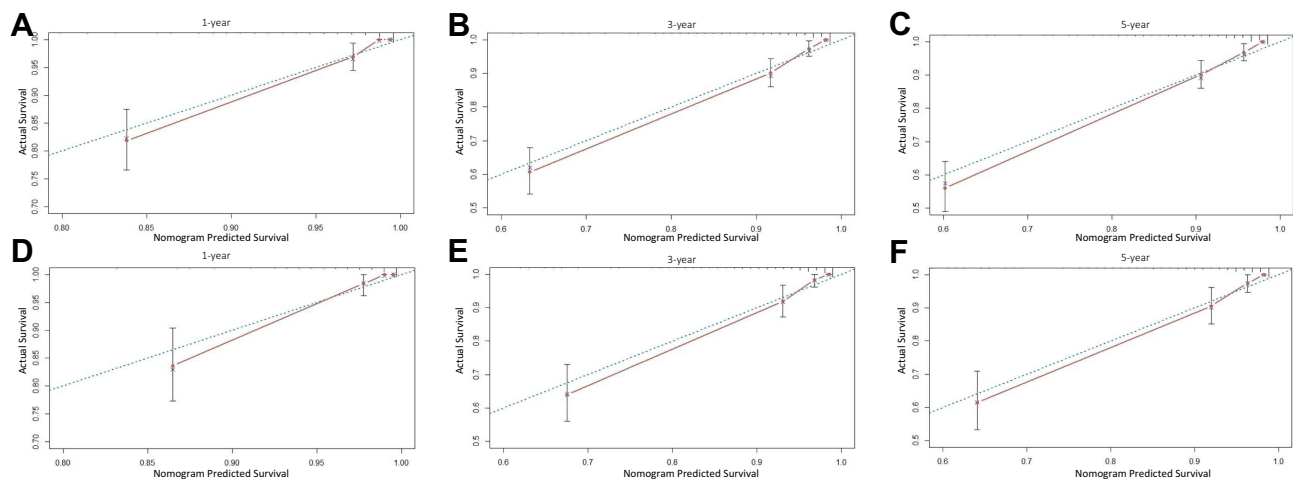 A
1-year
Actual Survival
0.70 0.75 0.80 0.85 0.90 0.95 1.00
0.80 0.85 0.90 0.95 1.00
Nomogram Predicted Survival
B
3-year
Actual Survival
0.5 0.6 0.7 0.8 0.9 1.0
0.6 0.7 0.8 0.9 1.0
Nomogram Predicted Survival
C
5-year
Actual Survival
0.5 0.6 0.7 0.8 0.9 1.0
0.6 0.7 0.8 0.9 1.0
Nomogram Predicted Survival
D
1-year
Actual Survival
0.70 0.75 0.80 0.85 0.90 0.95 1.00
0.80 0.85 0.90 0.95 1.00
Nomogram Predicted Survival
E
3-year
Actual Survival
0.5 0.6 0.7 0.8 0.9 1.0
0.6 0.7 0.8 0.9 1.0
Nomogram Predicted Survival
F
5-year
Actual Survival
0.5 0.6 0.7 0.8 0.9 1.0
0.6 0.7 0.8 0.9 1.0
Nomogram Predicted Survival